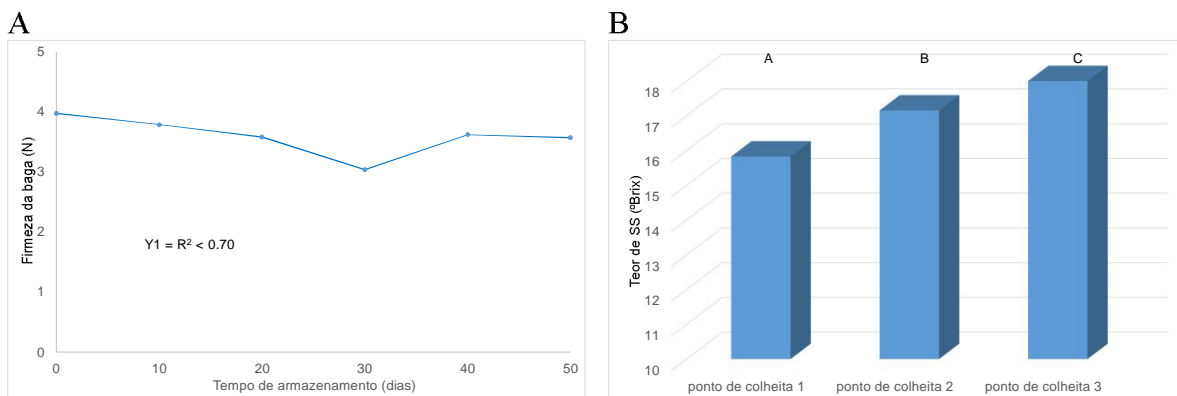 A
5
4
3
2
1
0
Firmeza da baga (N)
Y1 = R² < 0.70
0 10 20 30 40 50
Tempo de armazenamento (dias)
B
A B C
18
17
16
15
14
13
12
11
10
Teor de SS (ºBrix)
ponto de colheita 1 ponto de colheita 2 ponto de colheita 3